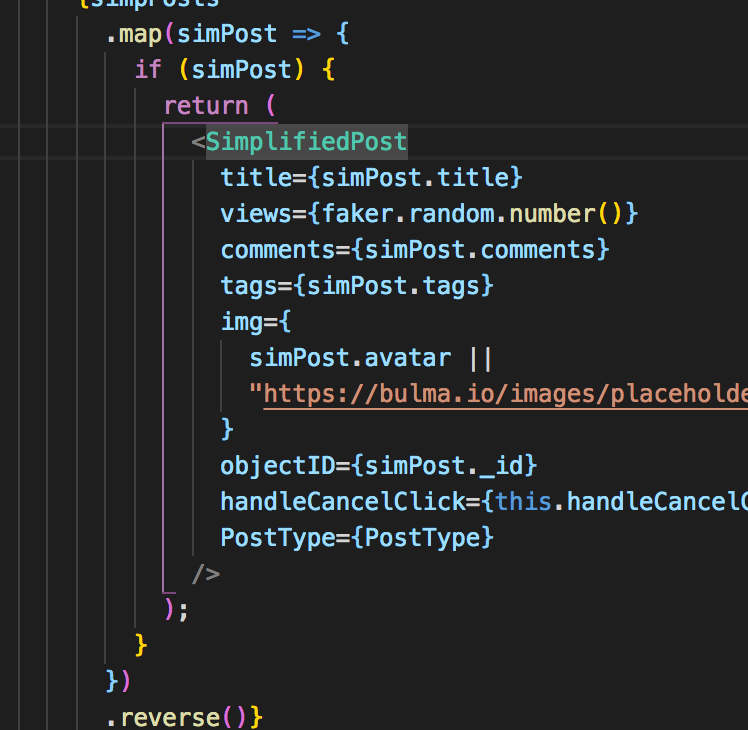 {simpPosts
.map(simPost => {
if (simPost) {
return (
<SimplifiedPost
title={simPost.title}
views={faker.random.number()}
comments={simPost.comments}
tags={simPost.tags}
img={
simPost.avatar ||
"https://bulma.io/images/placeholde
}
objectID={simPost._id}
handleCancelClick={this.handleCancelC
PostType={PostType}
/>
);
}
})
.reverse()}